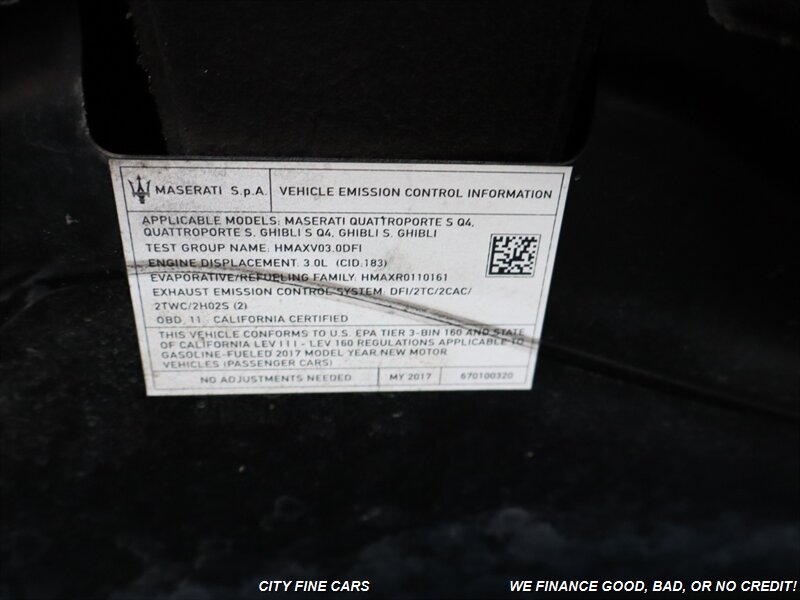 MASERATI S.p.A. VEHICLE EMISSION CONTROL INFORMATION
APPLICABLE MODELS: MASERATI QUATTROPORTE S Q4,
QUATTROPORTE S, GHIBLI S Q4, GHIBLI S, GHIBLI
TEST GROUP NAME: HMAXV03.0DFI
ENGINE DISPLACEMENT: 3.0L (CID:183)
EVAPORATIVE/REFUELING FAMILY: HMAXR0110161
EXHAUST EMISSION CONTROL SYSTEM: DFI/2TC/2CAC/
2TWC/2HO2S (2)
OBD 11 - CALIFORNIA CERTIFIED
THIS VEHICLE CONFORMS TO U.S. EPA TIER 3-BIN 160 AND STATE
OF CALIFORNIA LEV III - LEV 160 REGULATIONS APPLICABLE TO
GASOLINE-FUELED 2017 MODEL YEAR NEW MOTOR
VEHICLES (PASSENGER CARS)
NO ADJUSTMENTS NEEDED MY 2017 670100320
CITY FINE CARS WE FINANCE GOOD, BAD, OR NO CREDIT!